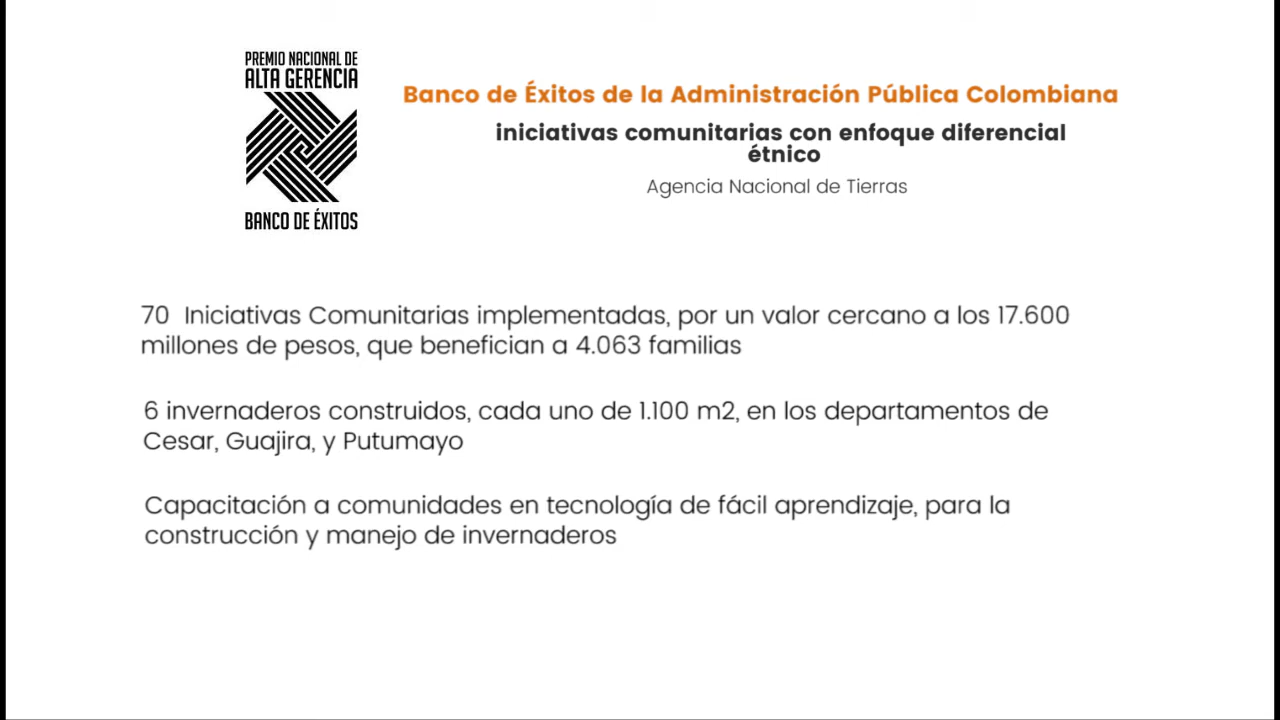 PREMIO NACIONAL DE
ALTA GERENCIA
BANCO DE ÉXITOS
Banco de Éxitos de la Administración Pública Colombiana
iniciativas comunitarias con enfoque diferencial
étnico
Agencia Nacional de Tierras
70 Iniciativas Comunitarias implementadas, por un valor cercano a los 17.600
millones de pesos, que benefician a 4.063 familias
6 invernaderos construidos, cada uno de 1.100 m2, en los departamentos de
Cesar, Guajira, y Putumayo
Capacitación a comunidades en tecnología de fácil aprendizaje, para la
construcción y manejo de invernaderos